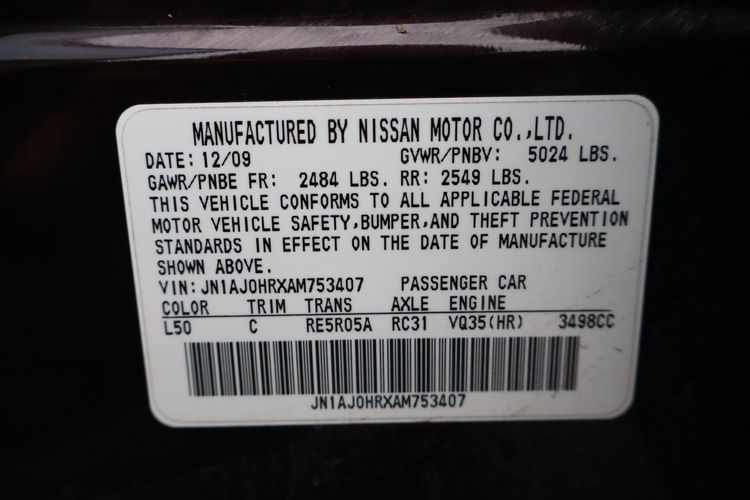 MANUFACTURED BY NISSAN MOTOR CO.,LTD.
DATE: 12/09 GVWR/PNBV: 5024 LBS.
GAWR/PNBE FR: 2484 LBS. RR: 2549 LBS.
THIS VEHICLE CONFORMS TO ALL APPLICABLE FEDERAL
MOTOR VEHICLE SAFETY,BUMPER,AND THEFT PREVENTION
STANDARDS IN EFFECT ON THE DATE OF MANUFACTURE
SHOWN ABOVE.
VIN: JN1AJ0HRXAM753407 PASSENGER CAR
COLOR TRIM TRANS AXLE ENGINE
L50 C RE5R05A RC31 VQ35(HR) 3498CC
JN1AJ0HRXAM753407